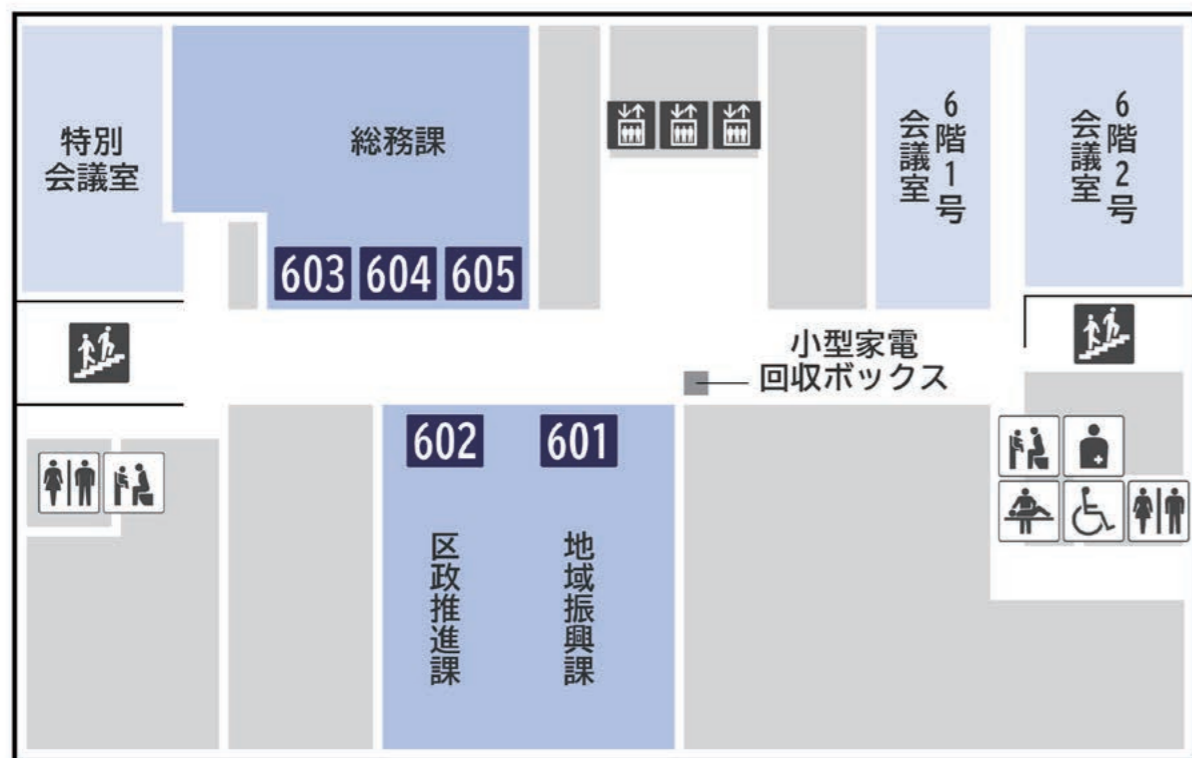 特別
会議室
総務課
603 604 605
6階1号
会議室
6階2号
会議室
小型家電
回収ボックス
602
601
区政推進課
地域振興課